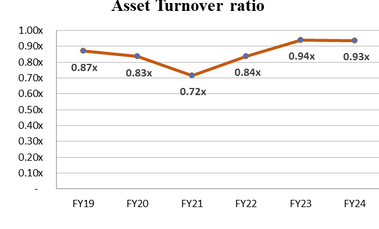 Asset Turnover ratio
1.00x
0.90x
0.80x
0.70x
0.60x
0.50x
0.40x
0.30x
0.20x
0.10x
-
0.87x
0.83x
0.72x
0.84x
0.94x
0.93x
FY19 FY20 FY21 FY22 FY23 FY24